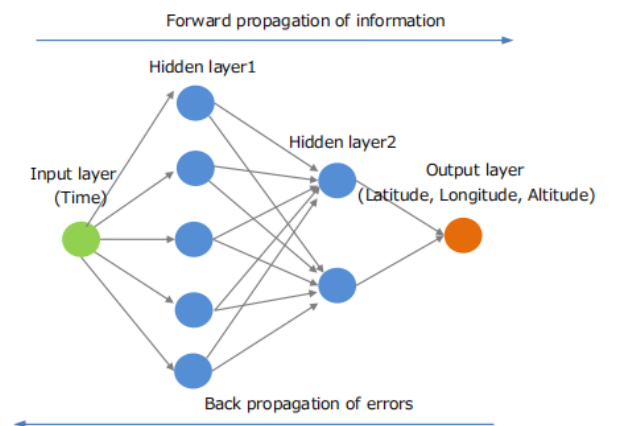 Forward propagation of information
Hidden layer1
Hidden layer2
Input layer
(Time)
Output layer
(Latitude, Longitude, Altitude)
Back propagation of errors